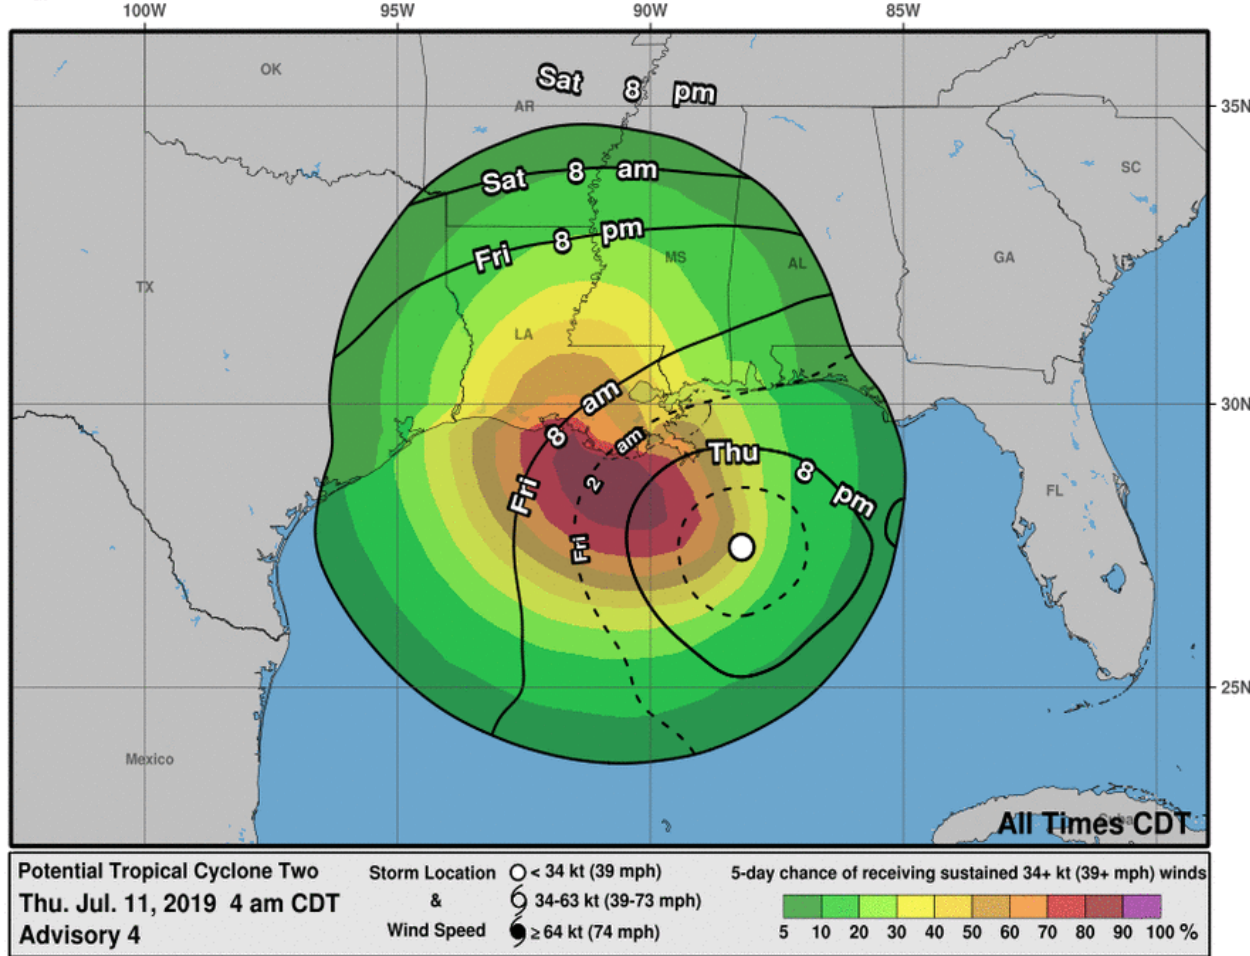 100W 95W 90W 85W
OK
Sat 8 pm
AR
35N
SC
Sat 8 am
Fri 8 pm
MS
AL
GA
TX
LA
30N
8 am
Fri
2 am
Fri
Thu 8 pm
FL
25N
Mexico
Cuba
All Times CDT
Potential Tropical Cyclone Two
Thu. Jul. 11, 2019 4 am CDT
Advisory 4
Storm Location
&
Wind Speed
< 34 kt (39 mph)
34-63 kt (39-73 mph)
≥ 64 kt (74 mph)
5-day chance of receiving sustained 34+ kt (39+ mph) winds
5 10 20 30 40 50 60 70 80 90 100 %